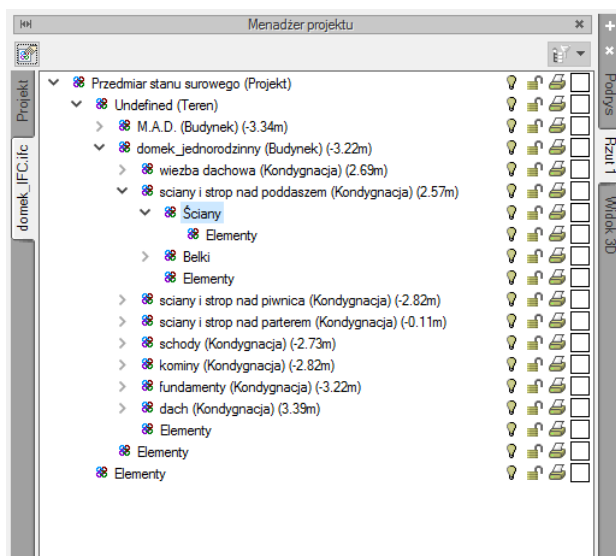 Menadżer projektu
Projekt
domek_IFC.ifc
Przedmiar stanu surowego (Projekt)
Undefined (Teren)
M.A.D. (Budynek) (-3.34m)
domek_jednorodzinny (Budynek) (-3.22m)
wiezba dachowa (Kondygnacja) (2.69m)
sciany i strop nad poddaszem (Kondygnacja) (2.57m)
Ściany
Elementy
Belki
Elementy
sciany i strop nad piwnica (Kondygnacja) (-2.82m)
sciany i strop nad parterem (Kondygnacja) (-0.11m)
schody (Kondygnacja) (-2.73m)
kominy (Kondygnacja) (-2.82m)
fundamenty (Kondygnacja) (-3.22m)
dach (Kondygnacja) (3.39m)
Elementy
Elementy
Elementy
Podrys
Rzut 1
Widok 3D